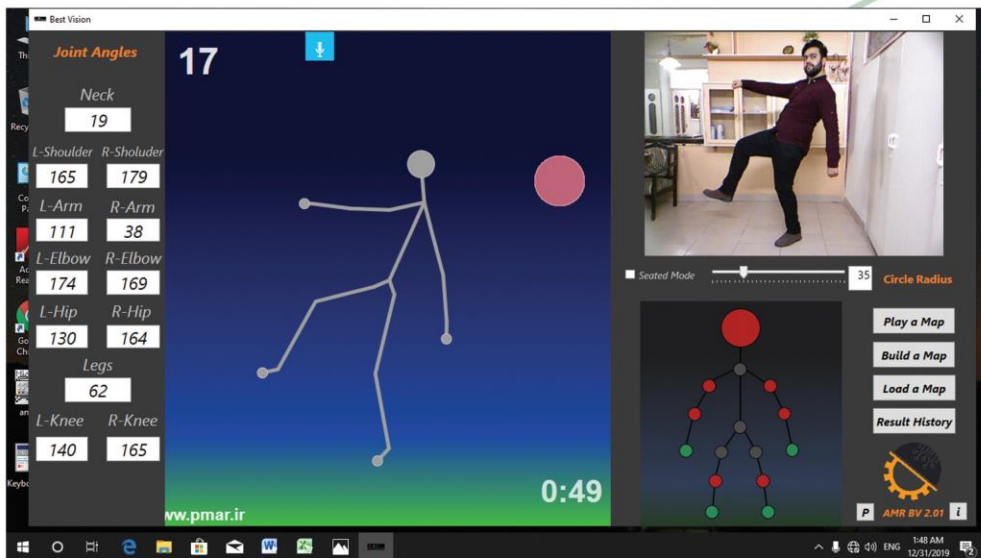 Best Vision
Joint Angles
Neck
19
L-Shoulder R-Sholuder
165 179
L-Arm R-Arm
111 38
L-Elbow R-Elbow
174 169
L-Hip R-Hip
130 164
Legs
62
L-Knee R-Knee
140 165
17
0:49
ww.pmar.ir
Seated Mode
35
Circle Radius
Play a Map
Build a Map
Load a Map
Result History
P AMR BV 2.01 i
ENG
1:48 AM
12/31/2019
2